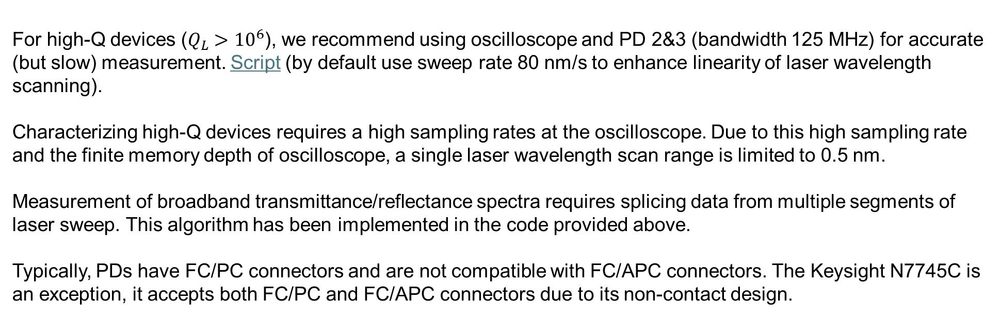 For high-Q devices (𝑄𝐿 > 10⁶), we recommend using oscilloscope and PD 2&3 (bandwidth 125 MHz) for accurate
(but slow) measurement. Script (by default use sweep rate 80 nm/s to enhance linearity of laser wavelength
scanning).
Characterizing high-Q devices requires a high sampling rates at the oscilloscope. Due to this high sampling rate
and the finite memory depth of oscilloscope, a single laser wavelength scan range is limited to 0.5 nm.
Measurement of broadband transmittance/reflectance spectra requires splicing data from multiple segments of
laser sweep. This algorithm has been implemented in the code provided above.
Typically, PDs have FC/PC connectors and are not compatible with FC/APC connectors. The Keysight N7745C is
an exception, it accepts both FC/PC and FC/APC connectors due to its non-contact design.